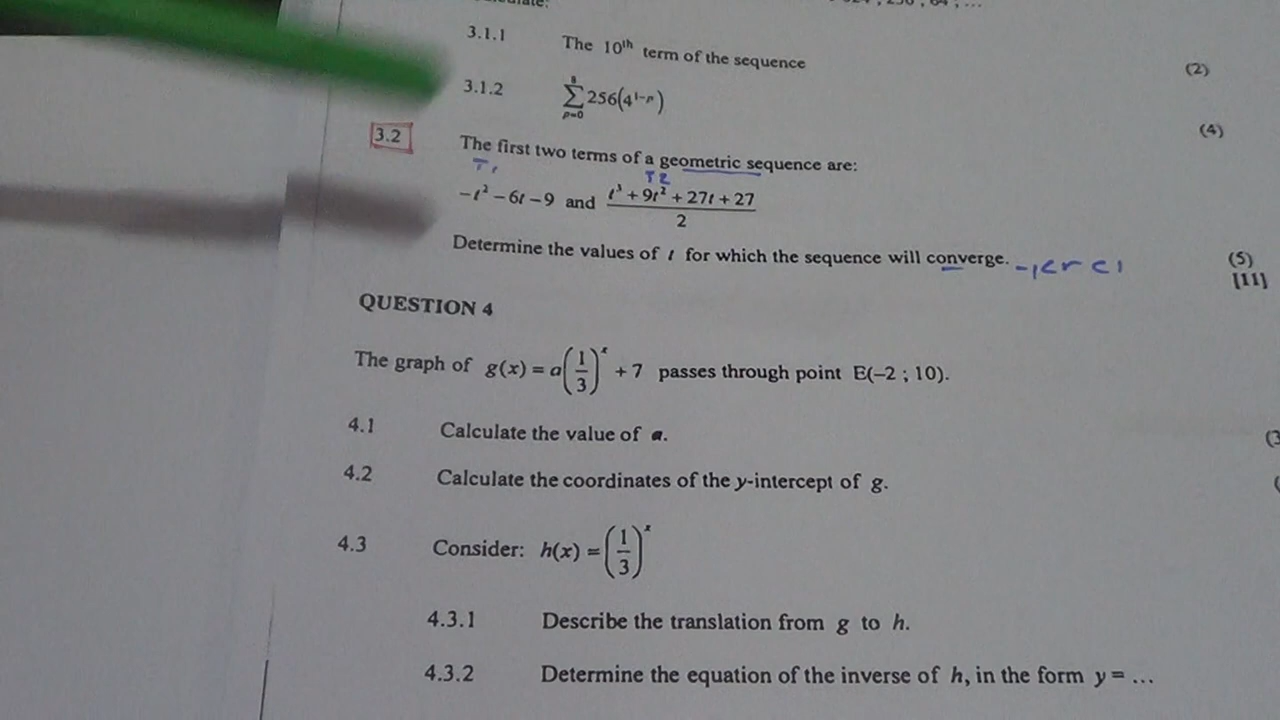 3.1.1 The 10th term of the sequence (2)
3.1.2 ∑ p=0 8 256(4^(1−p)) (4)
3.2 The first two terms of a geometric sequence are:
T1 T2
−t² − 6t − 9 and (t³ + 9t² + 27t + 27)/2
Determine the values of t for which the sequence will converge. -1<r<1 (5)
[11]
QUESTION 4
The graph of g(x) = a(1/3)^x + 7 passes through point E(−2 ; 10).
4.1 Calculate the value of a.
4.2 Calculate the coordinates of the y-intercept of g.
4.3 Consider: h(x) = (1/3)^x
4.3.1 Describe the translation from g to h.
4.3.2 Determine the equation of the inverse of h, in the form y = ...